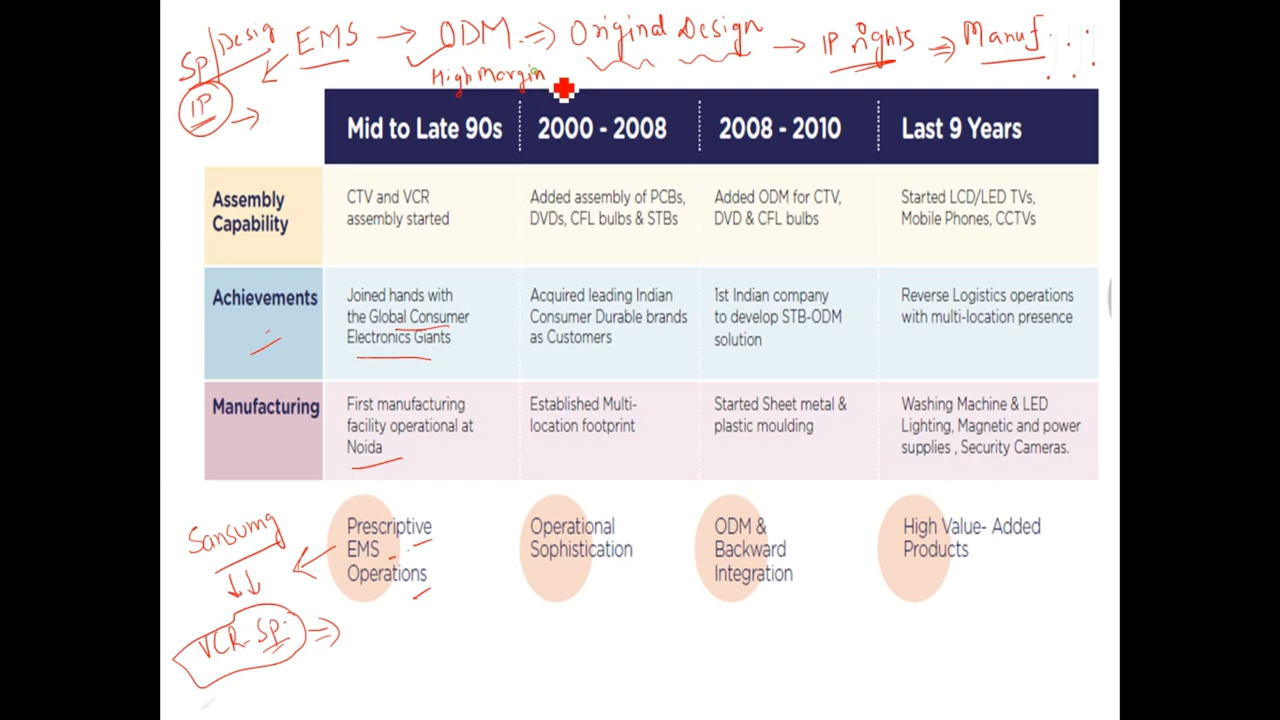 Sp/Design EMS → ODM ⇒ Original Design → IP rights ⇒ Manuf...
High Margin
IP →
Mid to Late 90s 2000 - 2008 2008 - 2010 Last 9 Years
Assembly Capability
CTV and VCR
assembly started
Added assembly of PCBs,
DVDs, CFL bulbs & STBs
Added ODM for CTV,
DVD & CFL bulbs
Started LCD/LED TVs,
Mobile Phones, CCTVs
Achievements
Joined hands with
the Global Consumer
Electronics Giants
Acquired leading Indian
Consumer Durable brands
as Customers
1st Indian company
to develop STB-ODM
solution
Reverse Logistics operations
with multi-location presence
Manufacturing
First manufacturing
facility operational at
Noida
Established Multi-
location footprint
Started Sheet metal &
plastic moulding
Washing Machine & LED
Lighting, Magnetic and power
supplies , Security Cameras.
Prescriptive
EMS
Operations
Operational
Sophistication
ODM &
Backward
Integration
High Value- Added
Products
Sansumg
VCR-Sp. ⇒